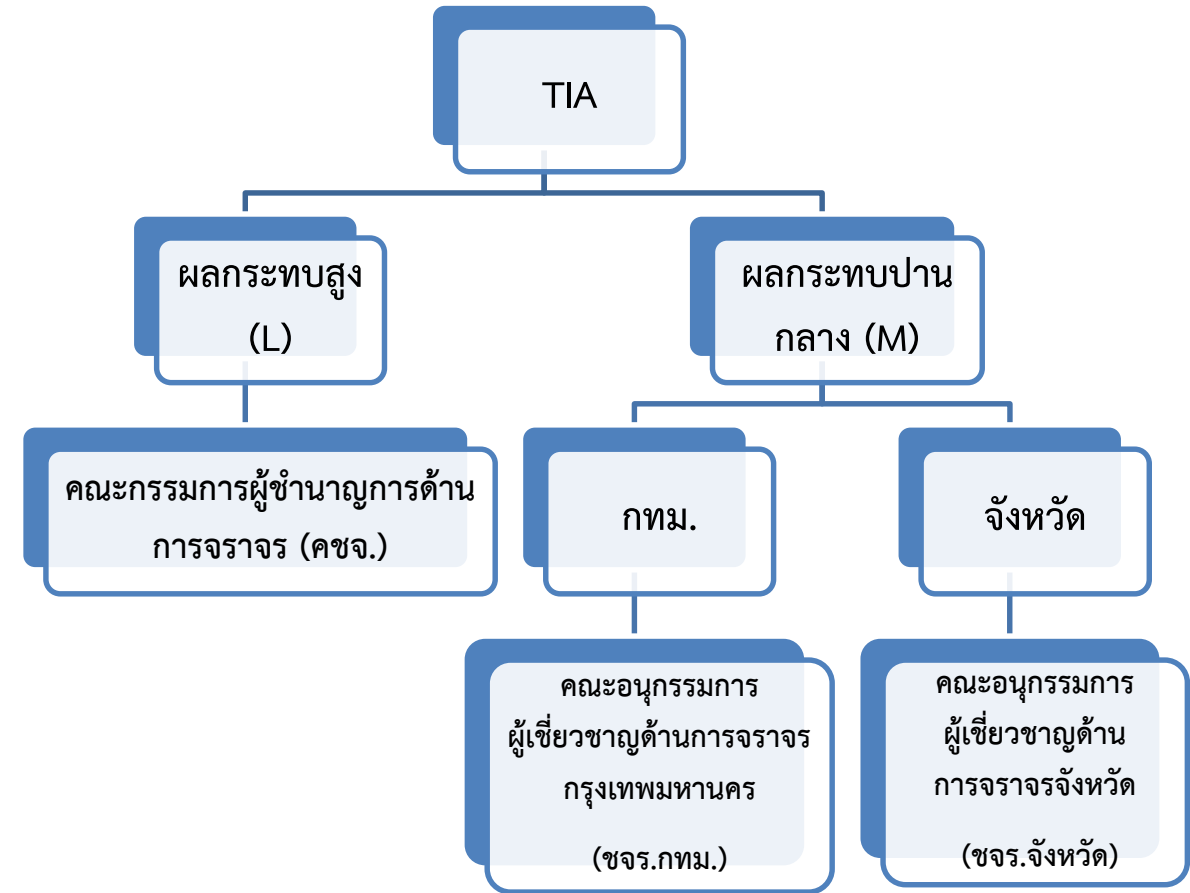 TIA
ผลกระทบสูง
(L)
ผลกระทบปาน
กลาง (M)
คณะกรรมการผู้ชำนาญการด้าน
การจราจร (คชจ.)
กทม.
จังหวัด
คณะอนุกรรมการ
ผู้เชี่ยวชาญด้านการจราจร
กรุงเทพมหานคร
(ชจร.กทม.)
คณะอนุกรรมการ
ผู้เชี่ยวชาญด้าน
การจราจรจังหวัด
(ชจร.จังหวัด)